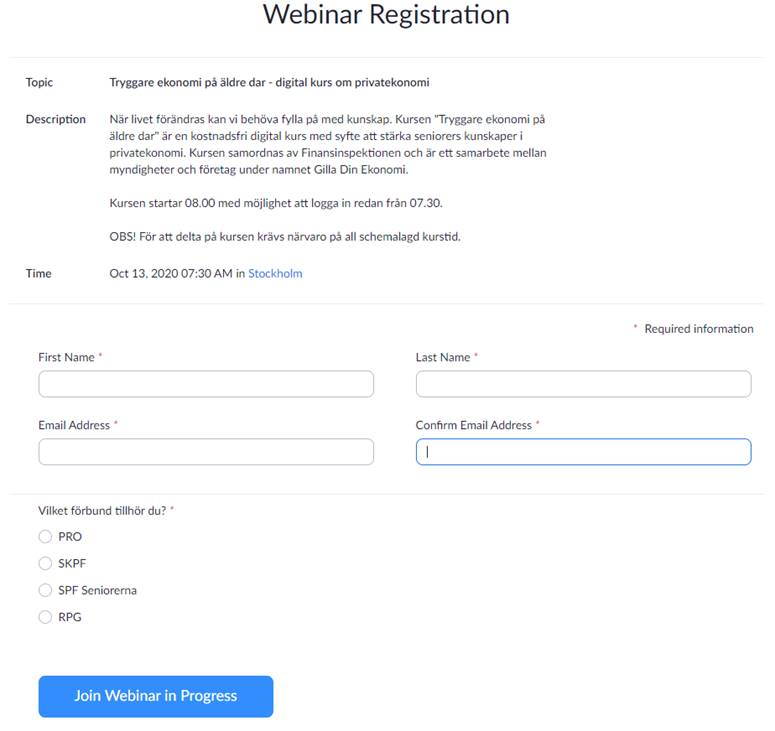 Webinar Registration
Topic
Tryggare ekonomi på äldre dar - digital kurs om privatekonomi
Description
När livet förändras kan vi behöva fylla på med kunskap. Kursen "Tryggare ekonomi på
äldre dar" är en kostnadsfri digital kurs med syfte att stärka seniorers kunskaper i
privatekonomi. Kursen samordnas av Finansinspektionen och är ett samarbete mellan
myndigheter och företag under namnet Gilla Din Ekonomi.
Kursen startar 08.00 med möjlighet att logga in redan från 07.30.
OBS! För att delta på kursen krävs närvaro på all schemalagd kurstid.
Time
Oct 13, 2020 07:30 AM in Stockholm
* Required information
First Name *
Last Name *
Email Address *
Confirm Email Address *
Vilket förbund tillhör du? *
PRO
SKPF
SPF Seniorerna
RPG
Join Webinar in Progress